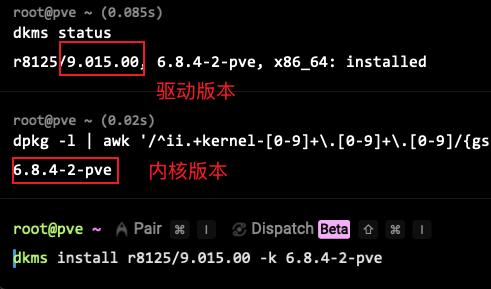 root@pve ~ (0.085s)
dkms status
r8125/9.015.00, 6.8.4-2-pve, x86_64: installed
驱动版本
root@pve ~ (0.02s)
dpkg -l | awk '/^ii.+kernel-[0-9]+\.[0-9]+\.[0-9]/{gs
6.8.4-2-pve
内核版本
root@pve ~ Pair ⌘ I Dispatch Beta ⇧ ⌘ I
dkms install r8125/9.015.00 -k 6.8.4-2-pve